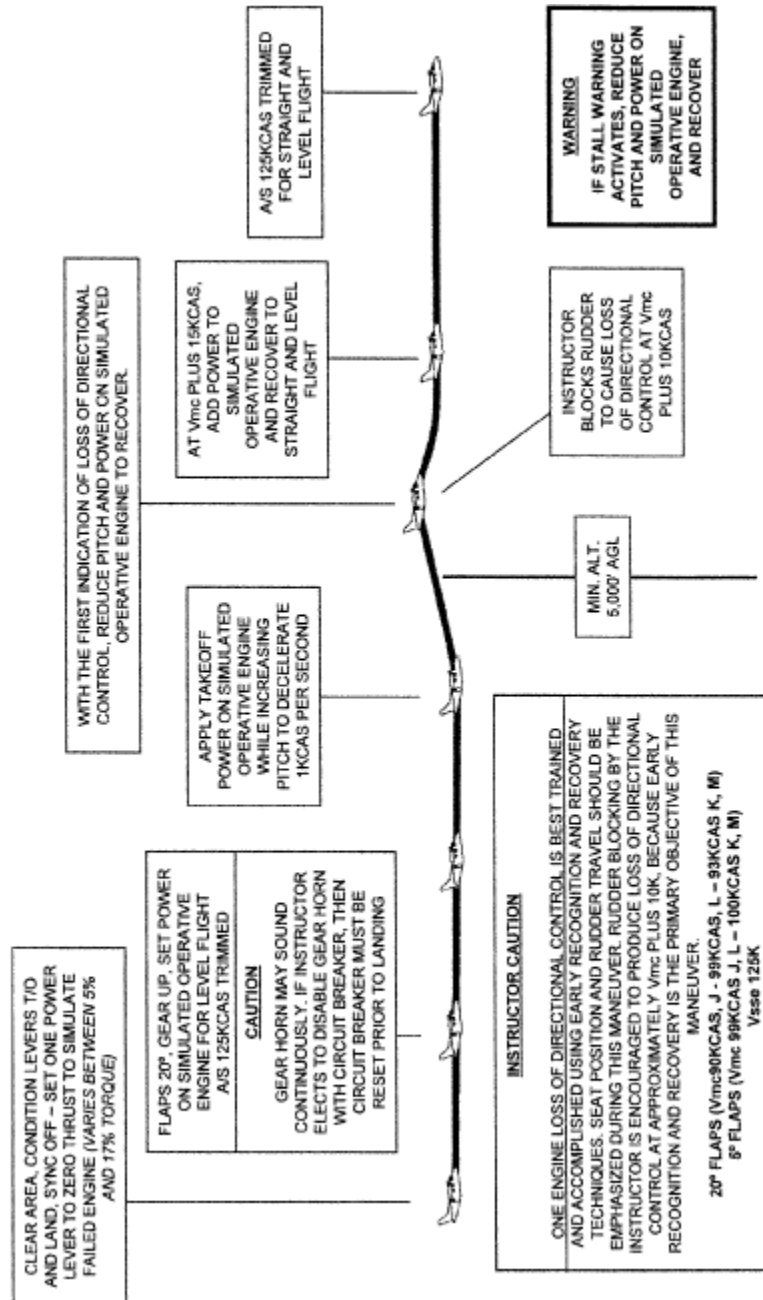 CLEAR AREA, CONDITION LEVERS T/O
AND LAND, SYNC OFF – SET ONE POWER
LEVER TO ZERO THRUST TO SIMULATE
FAILED ENGINE (VARIES BETWEEN 5%
AND 17% TORQUE)
FLAPS 20º, GEAR UP, SET POWER
ON SIMULATED OPERATIVE
ENGINE FOR LEVEL FLIGHT
A/S 125KCAS TRIMMED
CAUTION
GEAR HORN MAY SOUND
CONTINUOUSLY. IF INSTRUCTOR
ELECTS TO DISABLE GEAR HORN
WITH CIRCUIT BREAKER, THEN
CIRCUIT BREAKER MUST BE
RESET PRIOR TO LANDING
APPLY TAKEOFF
POWER ON SIMULATED
OPERATIVE ENGINE
WHILE INCREASING
PITCH TO DECELERATE
1KCAS PER SECOND
WITH THE FIRST INDICATION OF LOSS OF DIRECTIONAL
CONTROL, REDUCE PITCH AND POWER ON SIMULATED
OPERATIVE ENGINE TO RECOVER.
AT Vmc PLUS 15KCAS,
ADD POWER TO
SIMULATED
OPERATIVE ENGINE
AND RECOVER TO
STRAIGHT AND LEVEL
FLIGHT
A/S 125KCAS TRIMMED
FOR STRAIGHT AND
LEVEL FLIGHT
INSTRUCTOR CAUTION
ONE ENGINE LOSS OF DIRECTIONAL CONTROL IS BEST TRAINED
AND ACCOMPLISHED USING EARLY RECOGNITION AND RECOVERY
TECHNIQUES. SEAT POSITION AND RUDDER TRAVEL SHOULD BE
EMPHASIZED DURING THIS MANEUVER. RUDDER BLOCKING BY THE
INSTRUCTOR IS ENCOURAGED TO PRODUCE LOSS OF DIRECTIONAL
CONTROL AT APPROXIMATELY Vmc PLUS 10K, BECAUSE EARLY
RECOGNITION AND RECOVERY IS THE PRIMARY OBJECTIVE OF THIS
MANEUVER.
20º FLAPS (Vmc90KCAS, J - 99KCAS, L – 93KCAS K, M)
5º FLAPS (Vmc 99KCAS J, L – 100KCAS K, M)
Vsse 125K
MIN. ALT.
5,000' AGL
INSTRUCTOR
BLOCKS RUDDER
TO CAUSE LOSS
OF DIRECTIONAL
CONTROL AT Vmc
PLUS 10KCAS
WARNING
IF STALL WARNING
ACTIVATES, REDUCE
PITCH AND POWER ON
SIMULATED
OPERATIVE ENGINE,
AND RECOVER